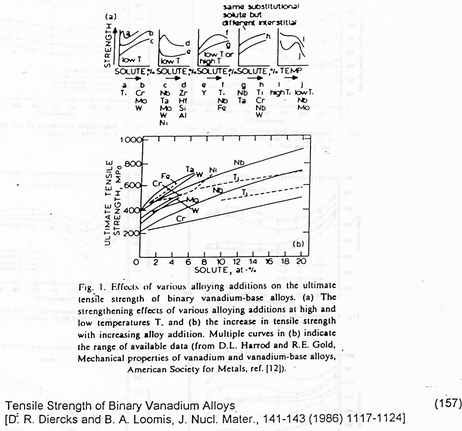 same substitutional
solute but
different interstitial
(a)
STRENGTH
a b c
low T
d e
f g
low T or
high T
h
i
j
SOLUTE, % SOLUTE, % SOLUTE, % SOLUTE, % TEMP
a b c d e f g h i j
Ti Cr Nb Zr Y Ti Nb Ti high T. low T.
Mo Ta Hf Nb Ta Cr Nb
W Mo Si Fe Nb Mo
W Al W
Ni
1000
800
600
400
200
0
ULTIMATE TENSILE
STRENGTH, MPa
Fe
Cr
Ta
W
Ni
Nb
Ti
Nb
Ti
Mo
W
Cr
(b)
0 2 4 6 8 10 12 14 16 18 20
SOLUTE, at-%
Fig. 1. Effects of various alloying additions on the ultimate
tensile strength of binary vanadium-base alloys. (a) The
strengthening effects of various alloying additions at high and
low temperatures T, and (b) the increase in tensile strength
with increasing alloy addition. Multiple curves in (b) indicate
the range of available data (from D.L. Harrod and R.E. Gold,
Mechanical properties of vanadium and vanadium-base alloys,
American Society for Metals, ref. [12]).
Tensile Strength of Binary Vanadium Alloys (157)
[D. R. Diercks and B. A. Loomis, J. Nucl. Mater., 141-143 (1986) 1117-1124]